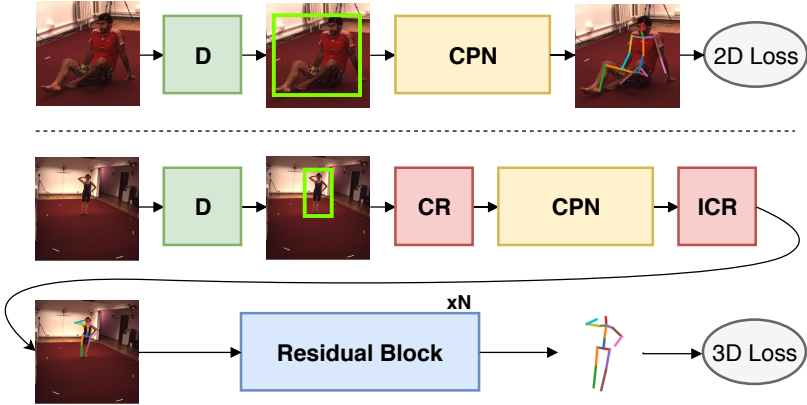 D
CPN
2D Loss
D
CR
CPN
ICR
xN
Residual Block
3D Loss